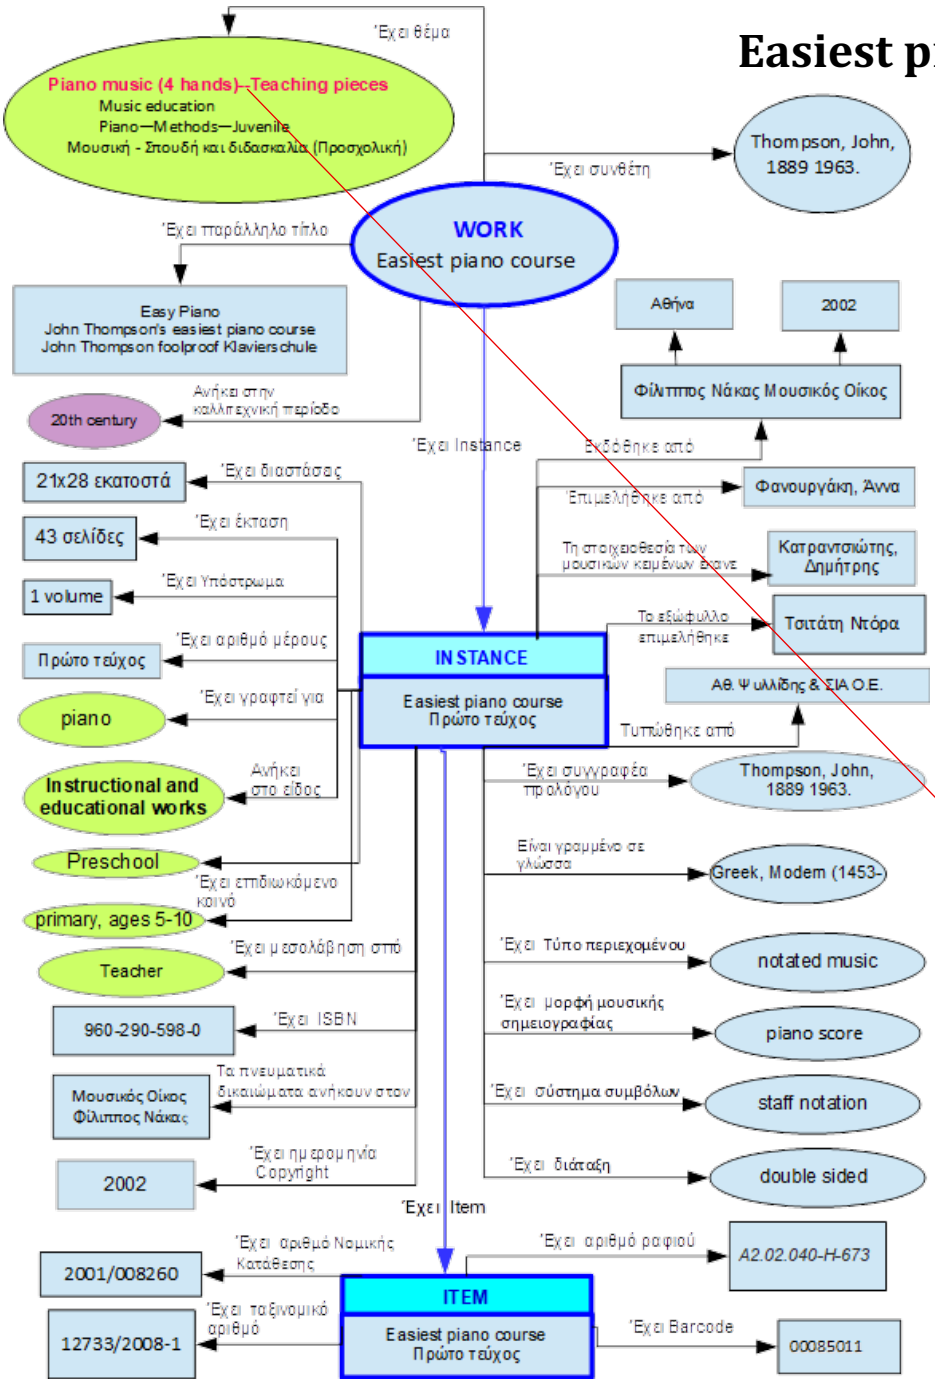 Έχει θέμα
Easiest pi
Piano music (4 hands)--Teaching pieces
Music education
Piano—Methods—Juvenile
Μουσική - Σπουδή και διδασκαλία (Προσχολική)
Thompson, John,
1889 1963.
Έχει συνθέτη
WORK
Easiest piano course
Έχει παράλληλο τίτλο
Easy Piano
John Thompson's easiest piano course
John Thompson foolproof Klavierschule
Αθήνα
2002
Φίλιππος Νάκας Μουσικός Οίκος
Ανήκει στην
καλλιτεχνική περίοδο
20th century
Έχει Instance
Εκδόθηκε από
Έχει διαστάσεις
21x28 εκατοστά
Επιμελήθηκε από
Φανουργάκη, Άννα
Έχει έκταση
43 σελίδες
Τη στοιχειοθεσία των
μουσικών κειμένων έκανε
Κατραντσιώτης,
Δημήτρης
Έχει Υπόστρωμα
1 volume
Το εξώφυλλο
επιμελήθηκε
Τσιτάτη Ντόρα
Έχει αριθμό μέρους
Πρώτο τεύχος
INSTANCE
Easiest piano course
Πρώτο τεύχος
Αθ. Ψυλλίδης & ΣΙΑ Ο.Ε.
Έχει γραφτεί για
piano
Τυπώθηκε από
Ανήκει
στο είδος
Instructional and
educational works
Έχει συγγραφέα
προλόγου
Thompson, John,
1889 1963.
Preschool
Είναι γραμμένο σε
γλώσσα
Greek, Modern (1453-)
Έχει επιδιωκόμενο
κοινό
primary, ages 5-10
Έχει μεσολάβηση από
Teacher
Έχει Τύπο περιεχομένου
notated music
Έχει ISBN
960-290-598-0
Έχει μορφή μουσικής
σημειογραφίας
piano score
Τα πνευματικά
δικαιώματα ανήκουν στον
Μουσικός Οίκος
Φίλιππος Νάκας
Έχει σύστημα συμβόλων
staff notation
Έχει ημερομηνία
Copyright
2002
Έχει διάταξη
double sided
Έχει Item
Έχει αριθμό Νομικής
Κατάθεσης
2001/008260
Έχει αριθμό ραφιού
A2.02.040-H-673
ITEM
Easiest piano course
Πρώτο τεύχος
Έχει ταξινομικό
αριθμό
12733/2008-1
Έχει Barcode
00085011